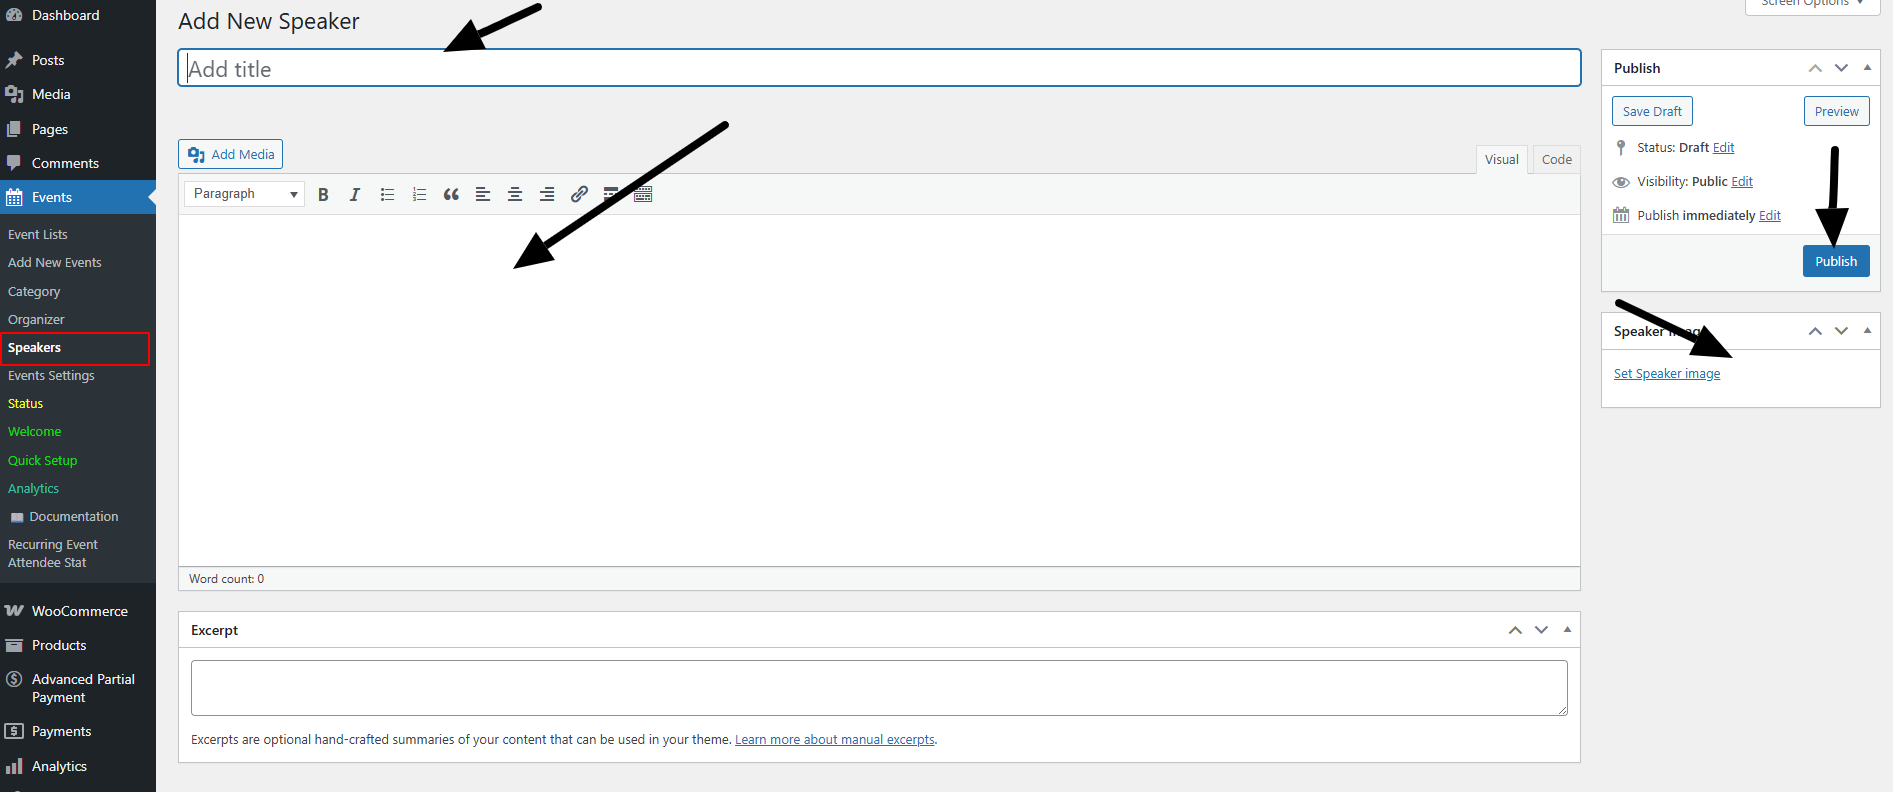 Dashboard
Posts
Media
Pages
Comments
Events
Event Lists
Add New Events
Category
Organizer
Speakers
Events Settings
Status
Welcome
Quick Setup
Analytics
Documentation
Recurring Event
Attendee Stat
WooCommerce
Products
Advanced Partial
Payment
Payments
Analytics
Screen Options
Add New Speaker
Add title
Add Media
Visual Code
Paragraph
Word count: 0
Excerpt
Excerpts are optional hand-crafted summaries of your content that can be used in your theme. Learn more about manual excerpts.
Publish
Save Draft Preview
Status: Draft Edit
Visibility: Public Edit
Publish immediately Edit
Publish
Speaker
Set Speaker image